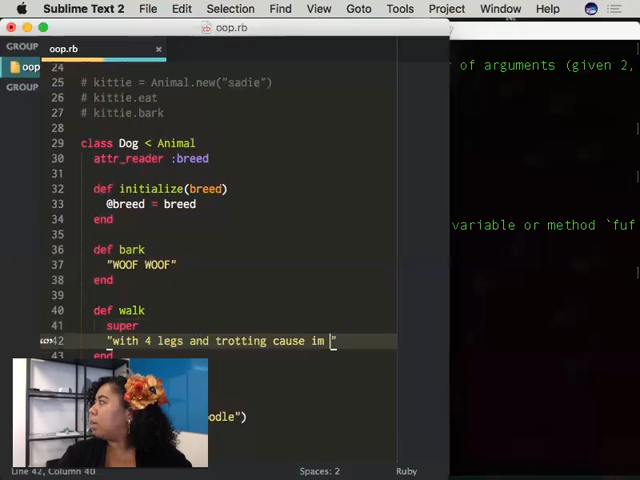 Sublime Text 2 File Edit Selection Find View Goto Tools Project Window Help
oop.rb
GROUP
oop.rb
oop
GROUP
24
25 # kittie = Animal.new("sadie")
26 # kittie.eat
27 # kittie.bark
28
29 class Dog < Animal
30 attr_reader :breed
31
32 def initialize(breed)
33 @breed = breed
34 end
35
36 def bark
37 "WOOF WOOF"
38 end
39
40 def walk
41 super
42 "with 4 legs and trotting cause im "
43 end
oodle")
Line 42, Column 40 Spaces: 2 Ruby
r of arguments (given 2,
variable or method `fuf